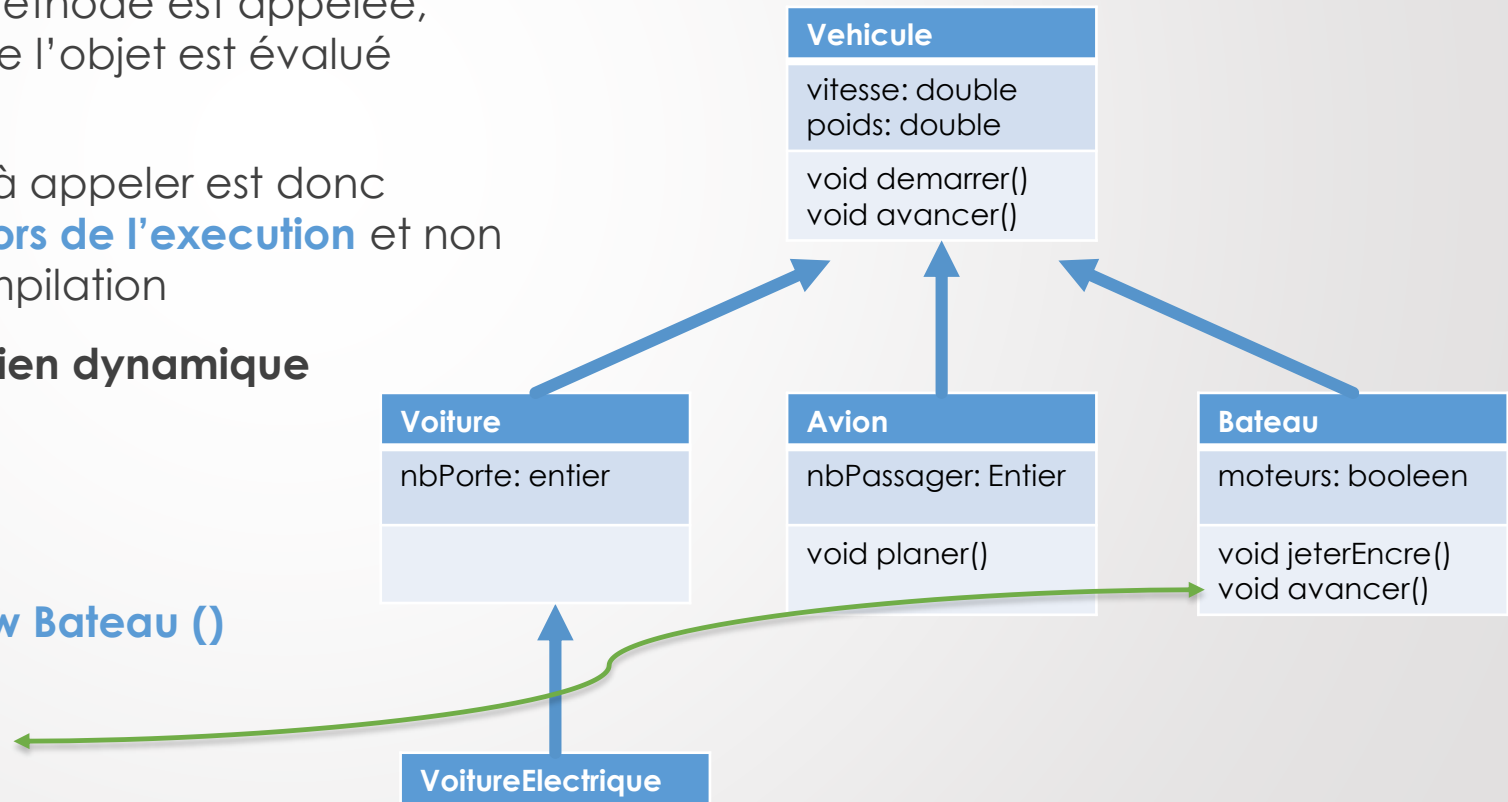 éthode est appelée,
e l’objet est évalué
à appeler est donc
ors de l’execution et non
mpilation
ien dynamique
w Bateau ()
Vehicule
vitesse: double
poids: double
void demarrer()
void avancer()
Voiture
nbPorte: entier
Avion
nbPassager: Entier
void planer()
Bateau
moteurs: booleen
void jeterEncre()
void avancer()
VoitureElectrique